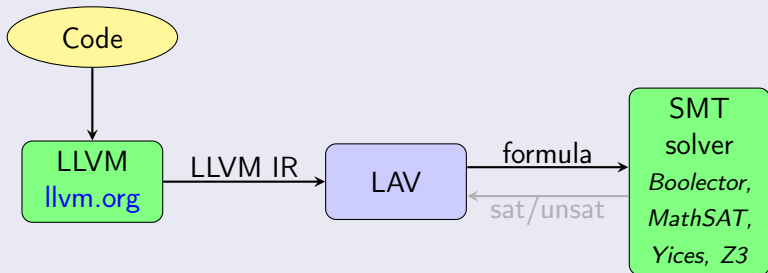 Code
LLVM
llvm.org
LLVM IR
LAV
formula
sat/unsat
SMT
solver
Boolector,
MathSAT,
Yices, Z3